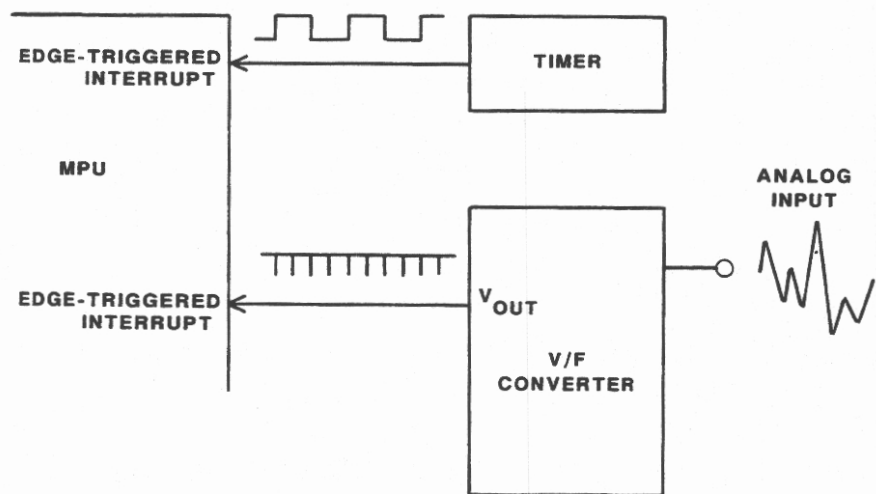 EDGE-TRIGGERED
INTERRUPT
TIMER
MPU
ANALOG
INPUT
EDGE-TRIGGERED
INTERRUPT
VOUT
V/F
CONVERTER